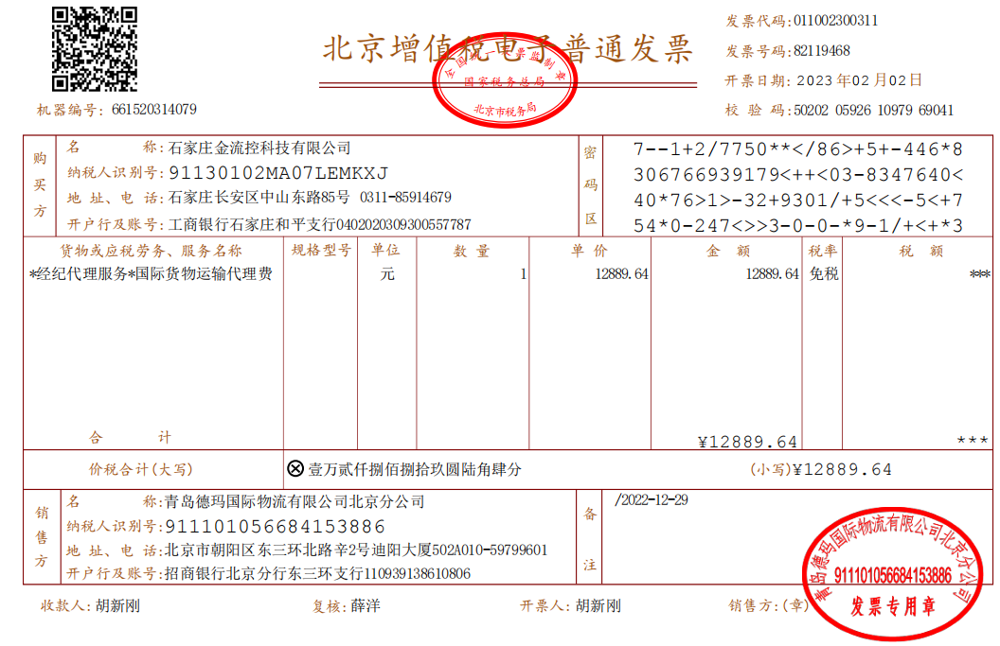 北京增值税电子普通发票
全国统一发票监制章
国家税务总局
北京市税务局
发票代码:011002300311
发票号码:82119468
开票日期: 2023 年02 月02日
校 验 码:50202 05926 10979 69041
机器编号: 661520314079
购买方
名 称:石家庄金流控科技有限公司
纳税人识别号:91130102MA07LEMKXJ
地 址、电 话:石家庄长安区中山东路85号 0311-85914679
开户行及账号:工商银行石家庄和平支行0402020309300557787
密码区
7--1+2/7750**</86>+5+-446*8
306766939179<++<03-8347640<
40*76>1>-32+9301/+5<<<-5<+7
54*0-247<>>3-0-0-*9-1/+<+*3
货物或应税劳务、服务名称 规格型号 单位 数 量 单 价 金 额 税率 税 额
*经纪代理服务*国际货物运输代理费 元 1 12889.64 12889.64 免税 ***
合 计 ¥12889.64 ***
价税合计(大写) ⊗壹万贰仟捌佰捌拾玖圆陆角肆分 (小写)¥12889.64
销售方
名 称:青岛德玛国际物流有限公司北京分公司
纳税人识别号:911101056684153886
地 址、电 话:北京市朝阳区东三环北路辛2号迪阳大厦502A010-59799601
开户行及账号:招商银行北京分行东三环支行110939138610806
备注
/2022-12-29
收款人:胡新刚 复核:薛洋 开票人:胡新刚 销售方:(章)
青岛德玛国际物流有限公司北京分公司
911101056684153886
发票专用章